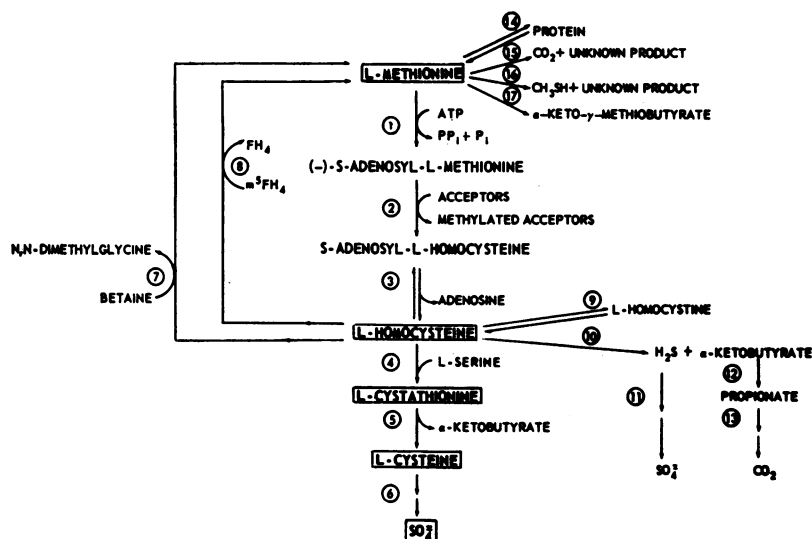 ⑭ PROTEIN
⑮ CO₂ + UNKNOWN PRODUCT
L-METHIONINE
⑯ CH₃SH + UNKNOWN PRODUCT
⑰ α-KETO-γ-METHIOBUTYRATE
① ATP
PPᵢ + Pᵢ
FH₄
⑧
m⁵FH₄
(-)-S-ADENOSYL-L-METHIONINE
② ACCEPTORS
METHYLATED ACCEPTORS
N,N-DIMETHYLGLYCINE
⑦
BETAINE
S-ADENOSYL-L-HOMOCYSTEINE
③ ADENOSINE
⑨ L-HOMOCYSTINE
L-HOMOCYSTEINE
⑩
H₂S + α-KETOBUTYRATE
④ L-SERINE
⑫
L-CYSTATHIONINE
⑪ PROPIONATE
⑤ α-KETOBUTYRATE
⑬
L-CYSTEINE
SO₄⁼ CO₂
⑥
SO₄⁼